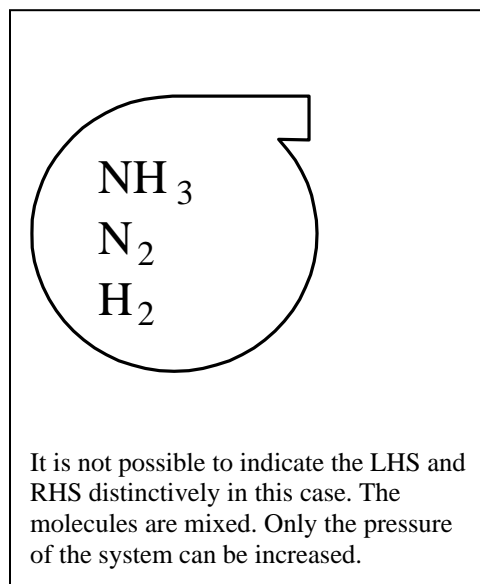 NH₃
N₂
H₂
It is not possible to indicate the LHS and
RHS distinctively in this case. The
molecules are mixed. Only the pressure
of the system can be increased.